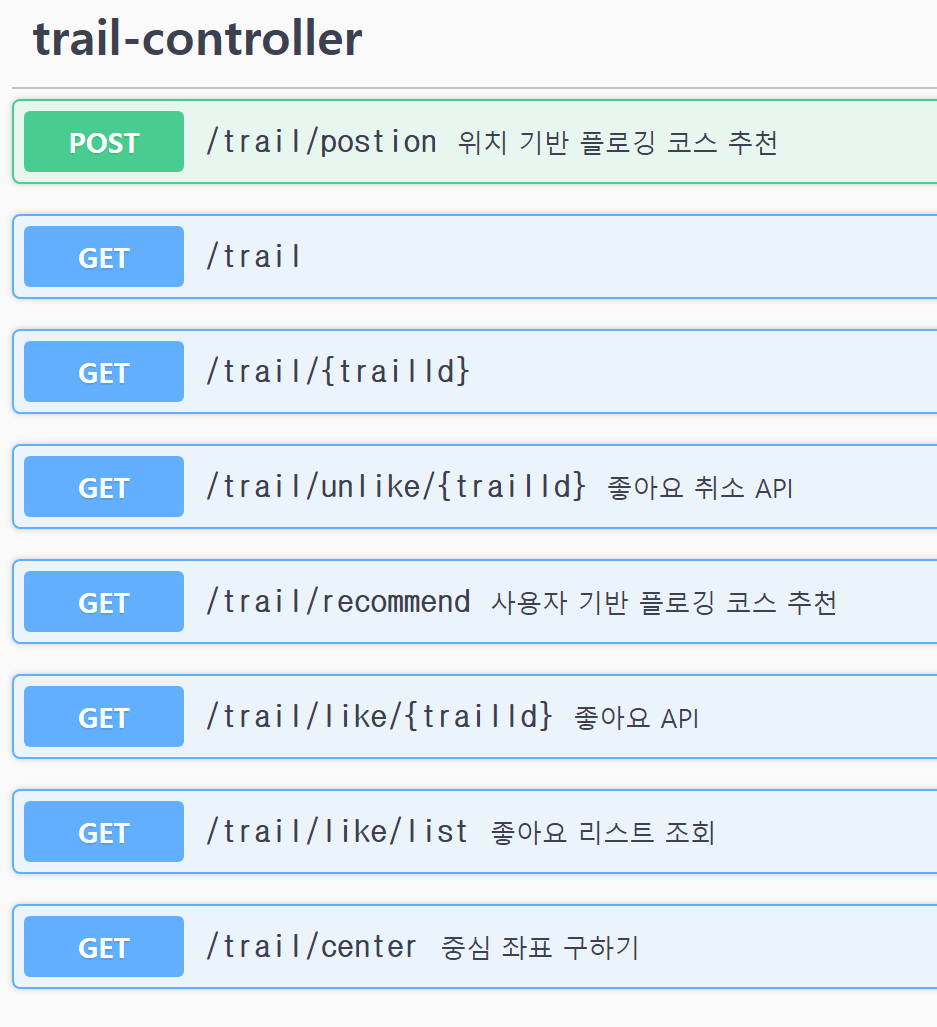 trail-controller
POST /trail/postion 위치 기반 플로깅 코스 추천
GET /trail
GET /trail/{trailId}
GET /trail/unlike/{trailId} 좋아요 취소 API
GET /trail/recommend 사용자 기반 플로깅 코스 추천
GET /trail/like/{trailId} 좋아요 API
GET /trail/like/list 좋아요 리스트 조회
GET /trail/center 중심 좌표 구하기